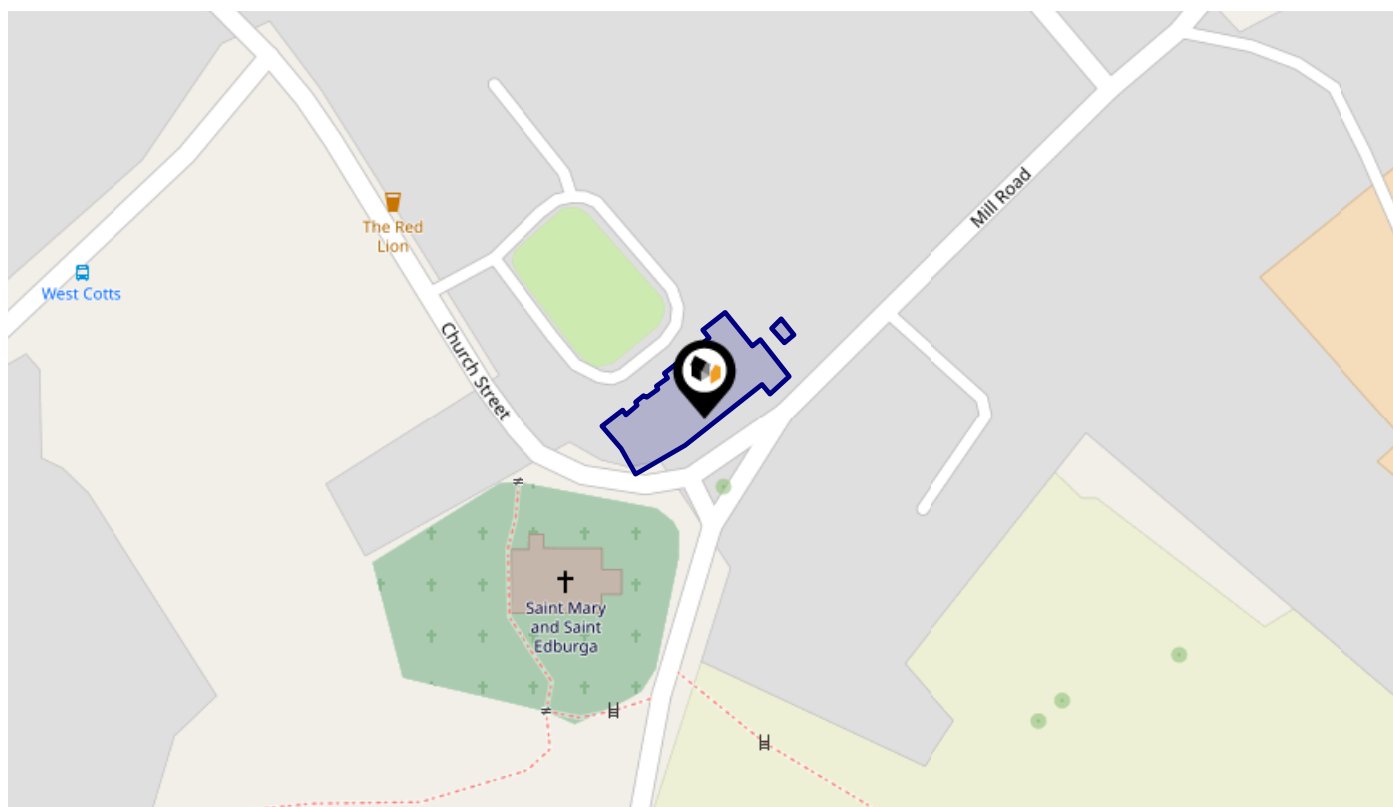 Mill Road
The Red
Lion
West Cotts
Church Street
Saint Mary
and Saint
Edburga